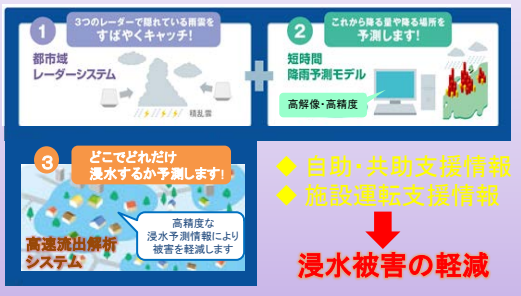 ① 3つのレーダーで隠れている雨雲を
すばやくキャッチ!
都市域
レーダーシステム
積乱雲
② これから降る量や降る場所を
予測します!
短時間
降雨予測モデル
高解像・高精度
③ どこでどれだけ
浸水するか予測します!
高精度な
浸水予測情報により
被害を軽減します
高速流出解析
システム
◆ 自助・共助支援情報
◆ 施設運転支援情報
浸水被害の軽減